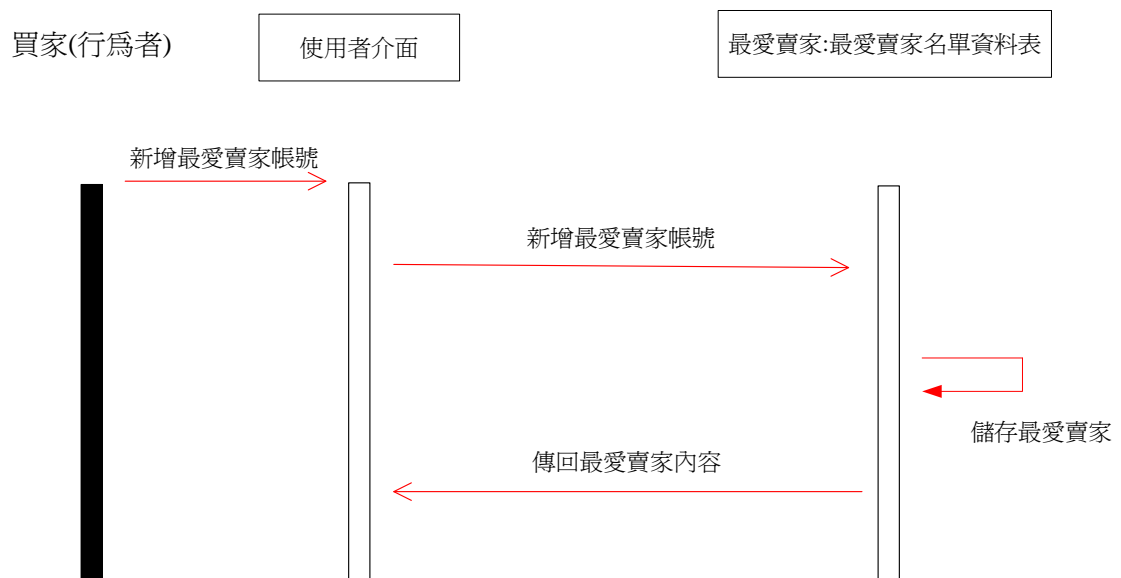 買家(行爲者)
使用者介面
最愛賣家:最愛賣家名單資料表
新增最愛賣家帳號
新增最愛賣家帳號
儲存最愛賣家
傳回最愛賣家內容